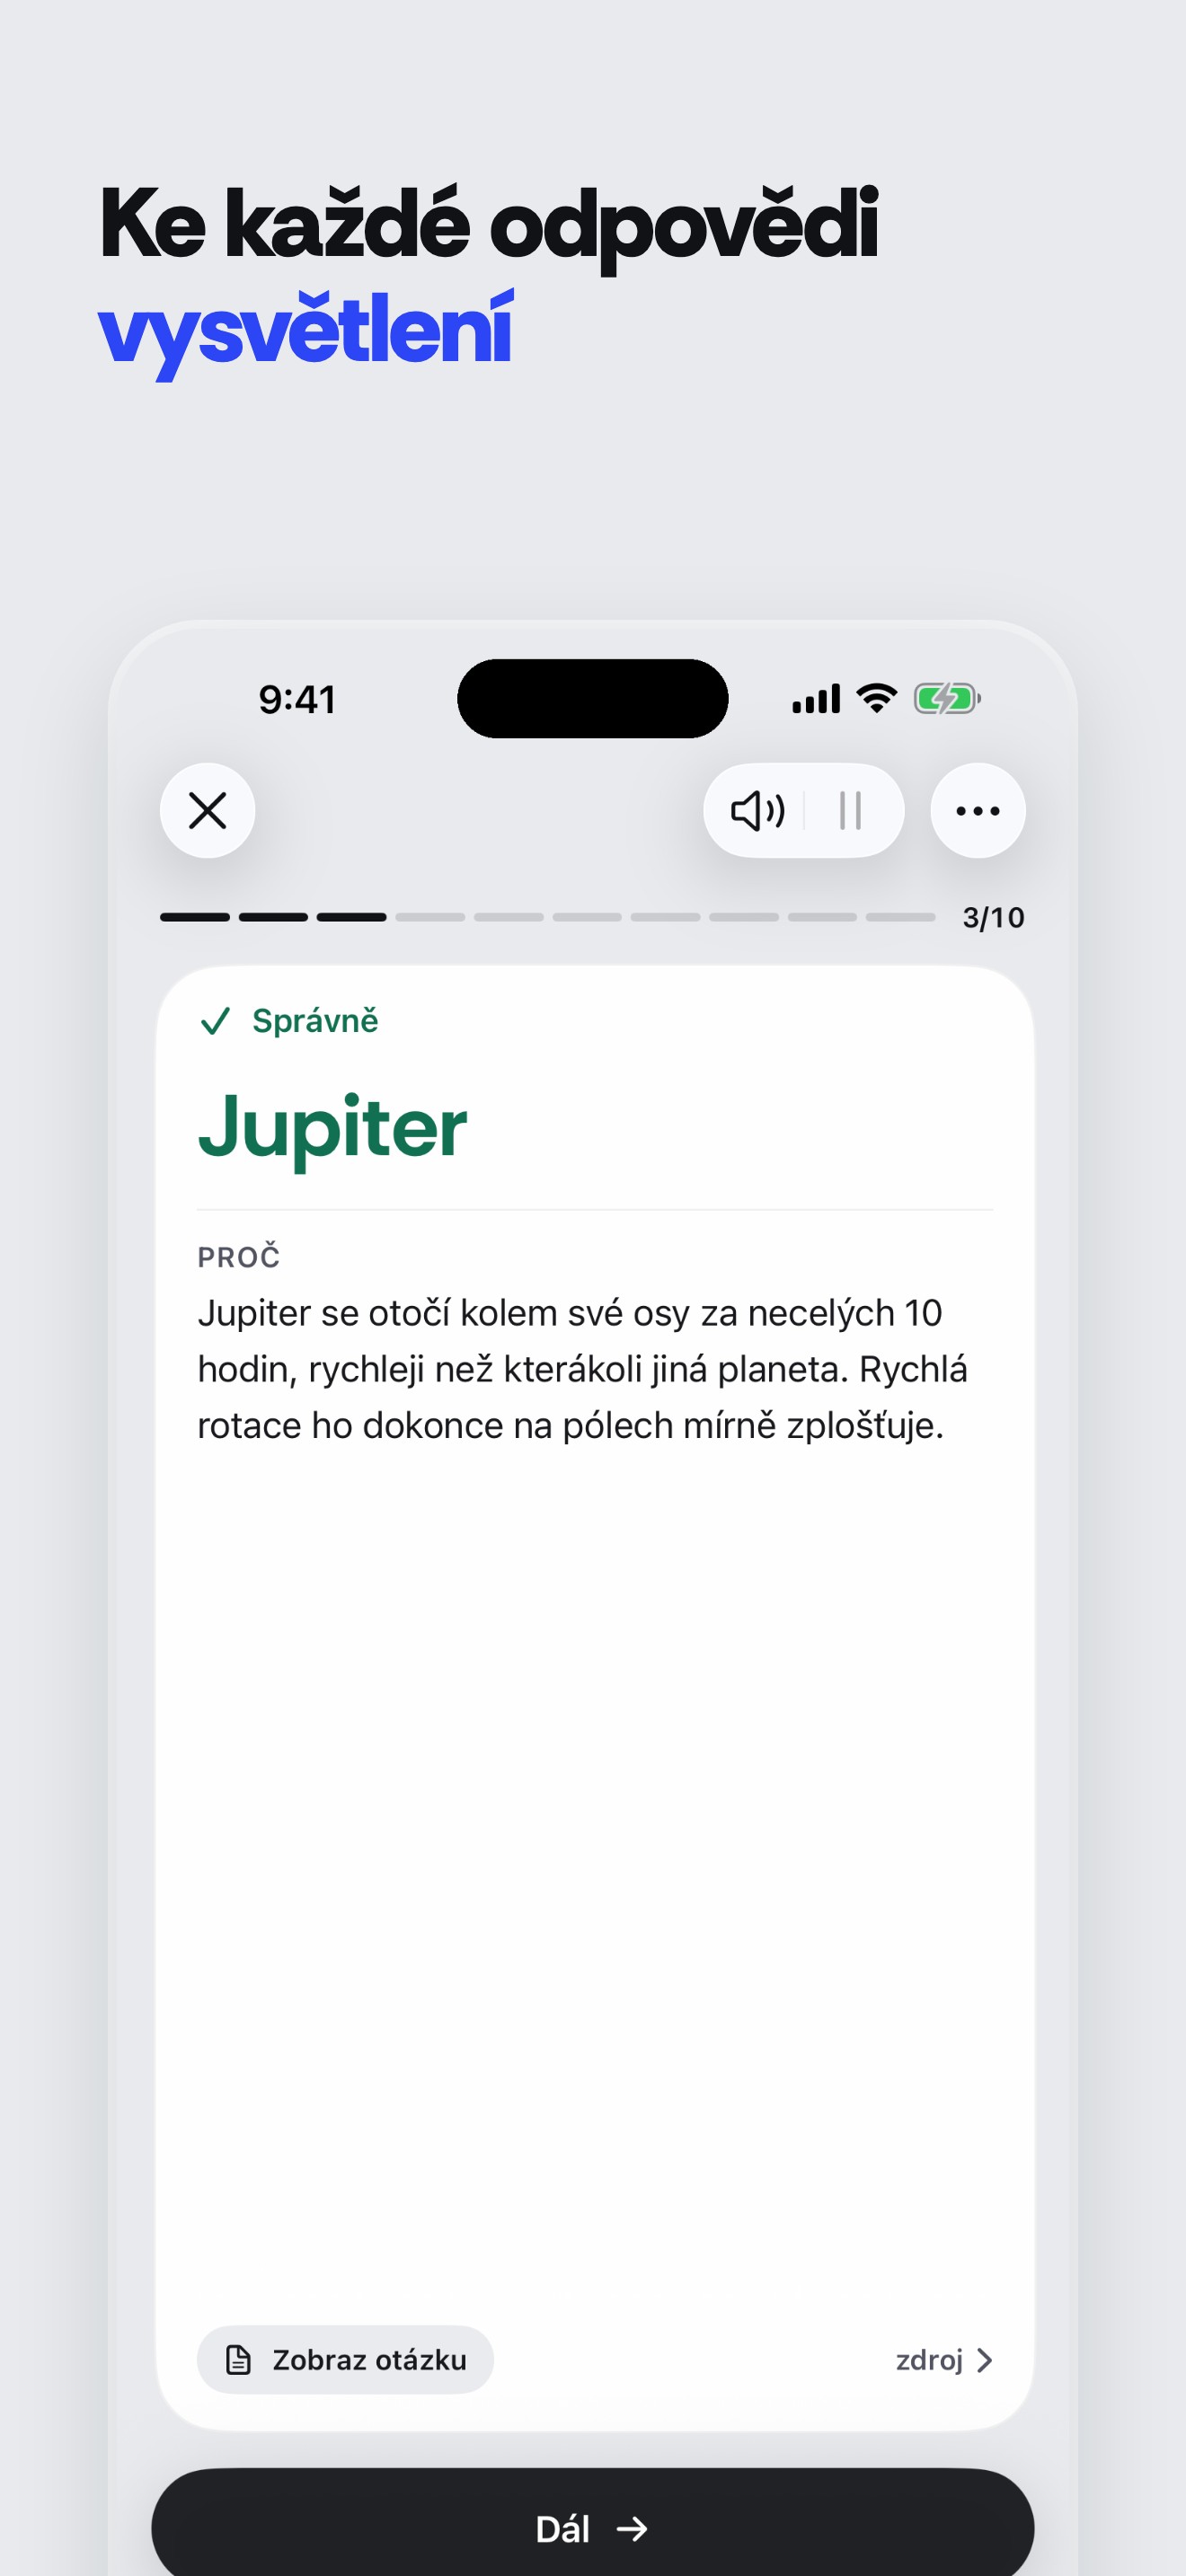 Ke každé odpovědi
vysvětlení
9:41
3/10
Správně
Jupiter
PROČ
Jupiter se otočí kolem své osy za necelých 10
hodin, rychleji než kterákoli jiná planeta. Rychlá
rotace ho dokonce na pólech mírně zplošťuje.
Zobraz otázku
zdroj
Dál